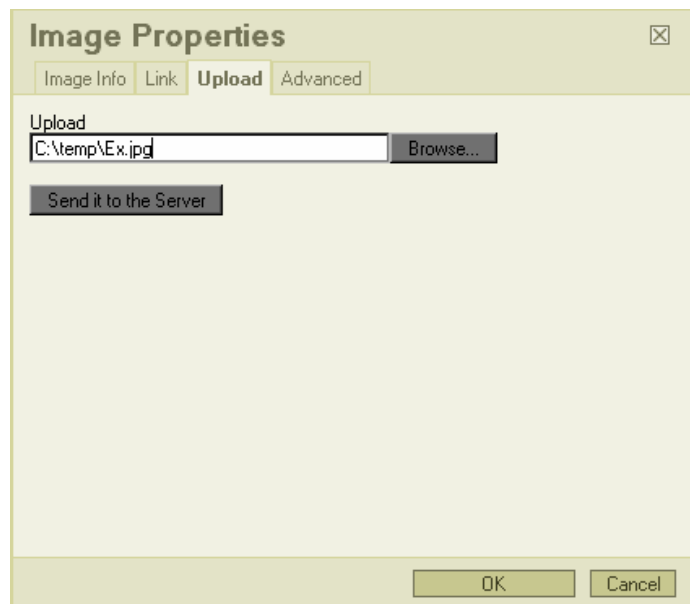 Image Properties
Image Info Link Upload Advanced
Upload
C:\temp\Ex.jpg Browse...
Send it to the Server
OK Cancel